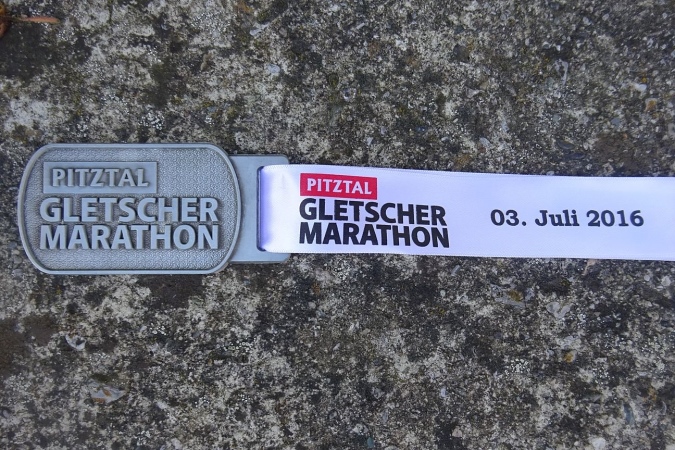 PITZTAL
GLETSCHER
MARATHON
PITZTAL
GLETSCHER
MARATHON
03. Juli 2016